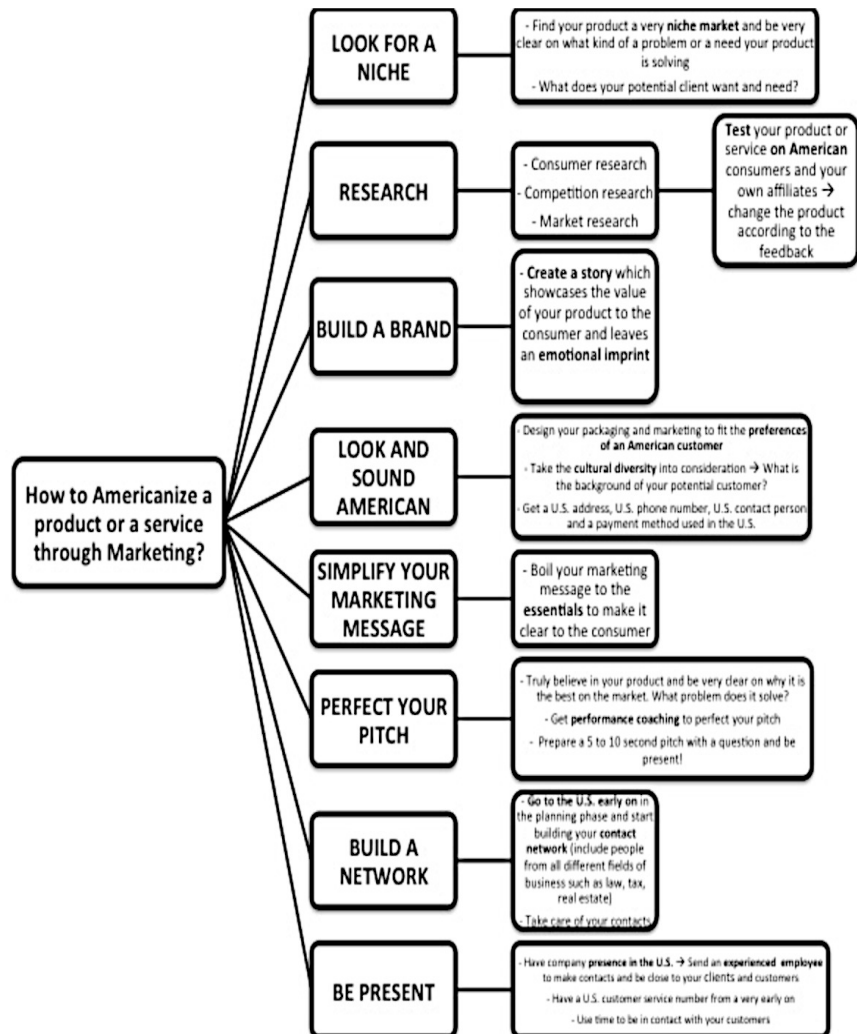 How to Americanize a
product or a service
through Marketing?
LOOK FOR A
NICHE
- Find your product a very niche market and be very
clear on what kind of a problem or a need your product
is solving
- What does your potential client want and need?
RESEARCH
- Consumer research
- Competition research
- Market research
Test your product or
service on American
consumers and your
own affiliates →
change the product
according to the
feedback
BUILD A BRAND
- Create a story which
showcases the value
of your product to the
consumer and leaves
an emotional imprint
LOOK AND
SOUND
AMERICAN
- Design your packaging and marketing to fit the preferences
of an American customer
- Take the cultural diversity into consideration → What is
the background of your potential customer?
- Get a U.S. address, U.S. phone number, U.S. contact person
and a payment method used in the U.S.
SIMPLIFY YOUR
MARKETING
MESSAGE
- Boil your marketing
message to the
essentials to make it
clear to the consumer
PERFECT YOUR
PITCH
- Truly believe in your product and be very clear on why it is
the best on the market. What problem does it solve?
- Get performance coaching to perfect your pitch
- Prepare a 5 to 10 second pitch with a question and be
present!
BUILD A
NETWORK
- Go to the U.S. early on in
the planning phase and start
building your contact
network (include people
from all different fields of
business such as law, tax,
real estate)
- Take care of your contacts
BE PRESENT
- Have company presence in the U.S. → Send an experienced employee
to make contacts and be close to your clients and customers
- Have a U.S. customer service number from a very early on
- Use time to be in contact with your customers